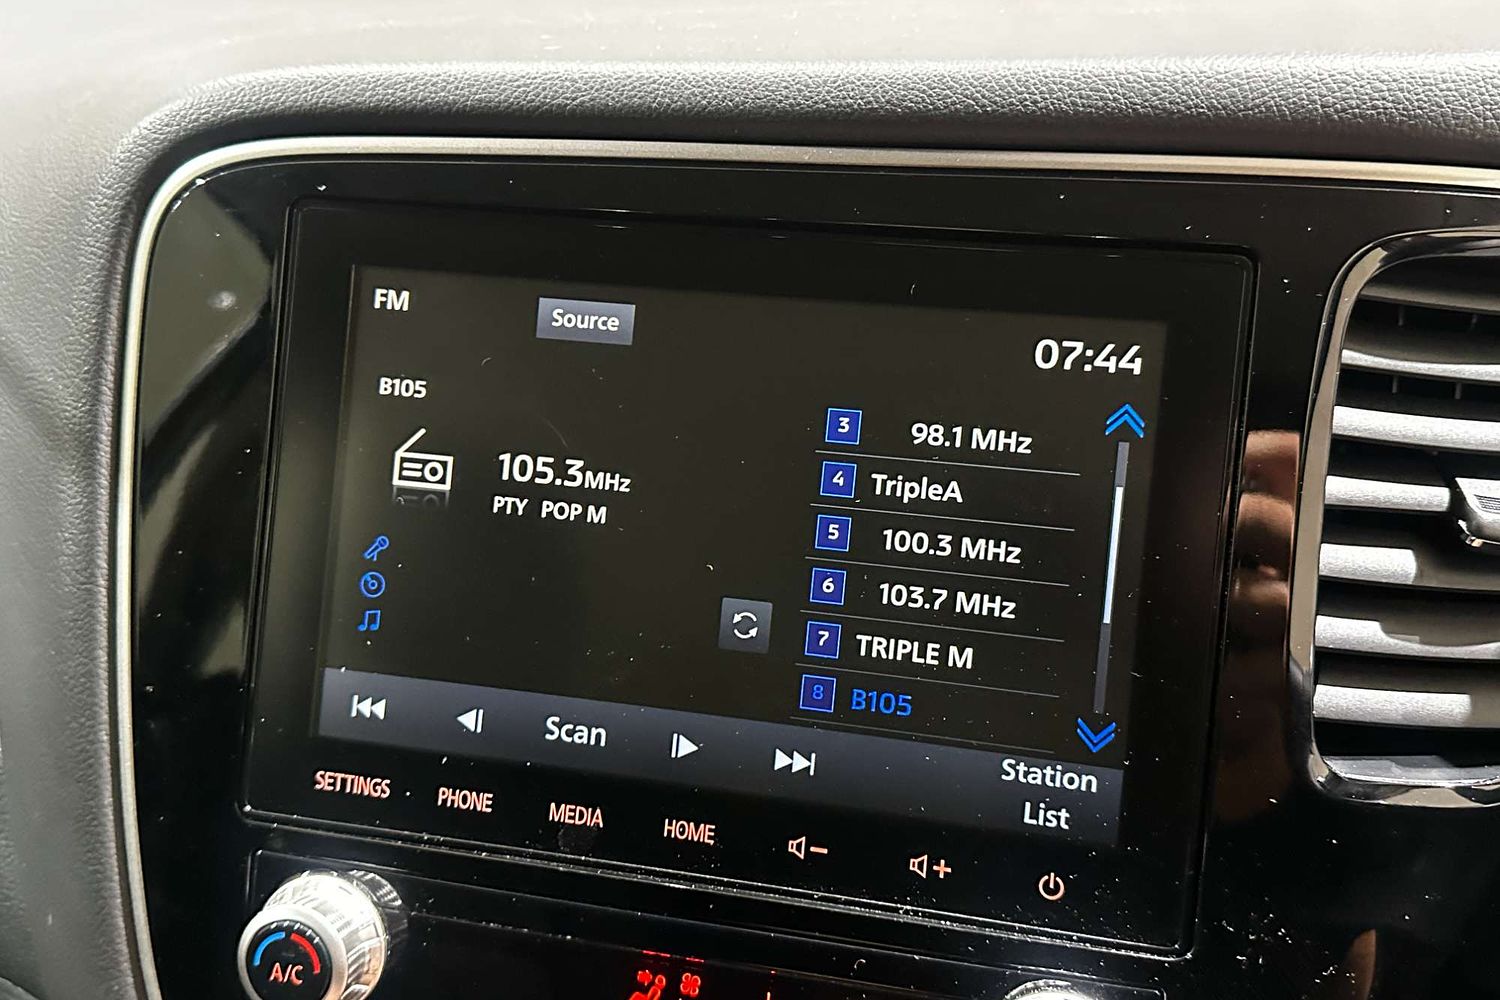 FM
Source
07:44
B105
105.3MHz
PTY POP M
3 98.1 MHz
4 TripleA
5 100.3 MHz
6 103.7 MHz
7 TRIPLE M
8 B105
Scan
Station
List
SETTINGS
PHONE
MEDIA
HOME
A/C